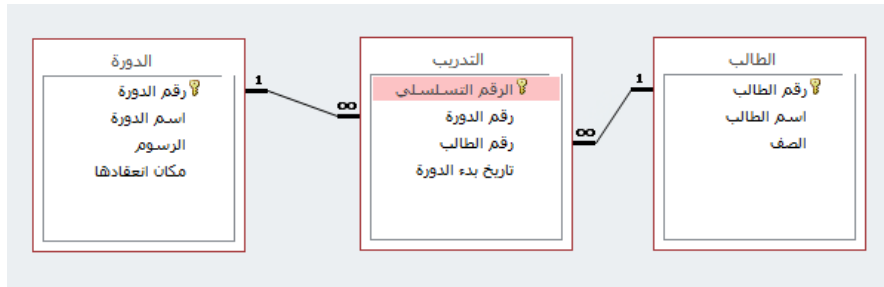 الطالب
رقم الطالب
اسم الطالب
الصف
1
∞
التدريب
الرقم التسلسلي
رقم الدورة
رقم الطالب
تاريخ بدء الدورة
∞
1
الدورة
رقم الدورة
اسم الدورة
الرسوم
مكان انعقادها